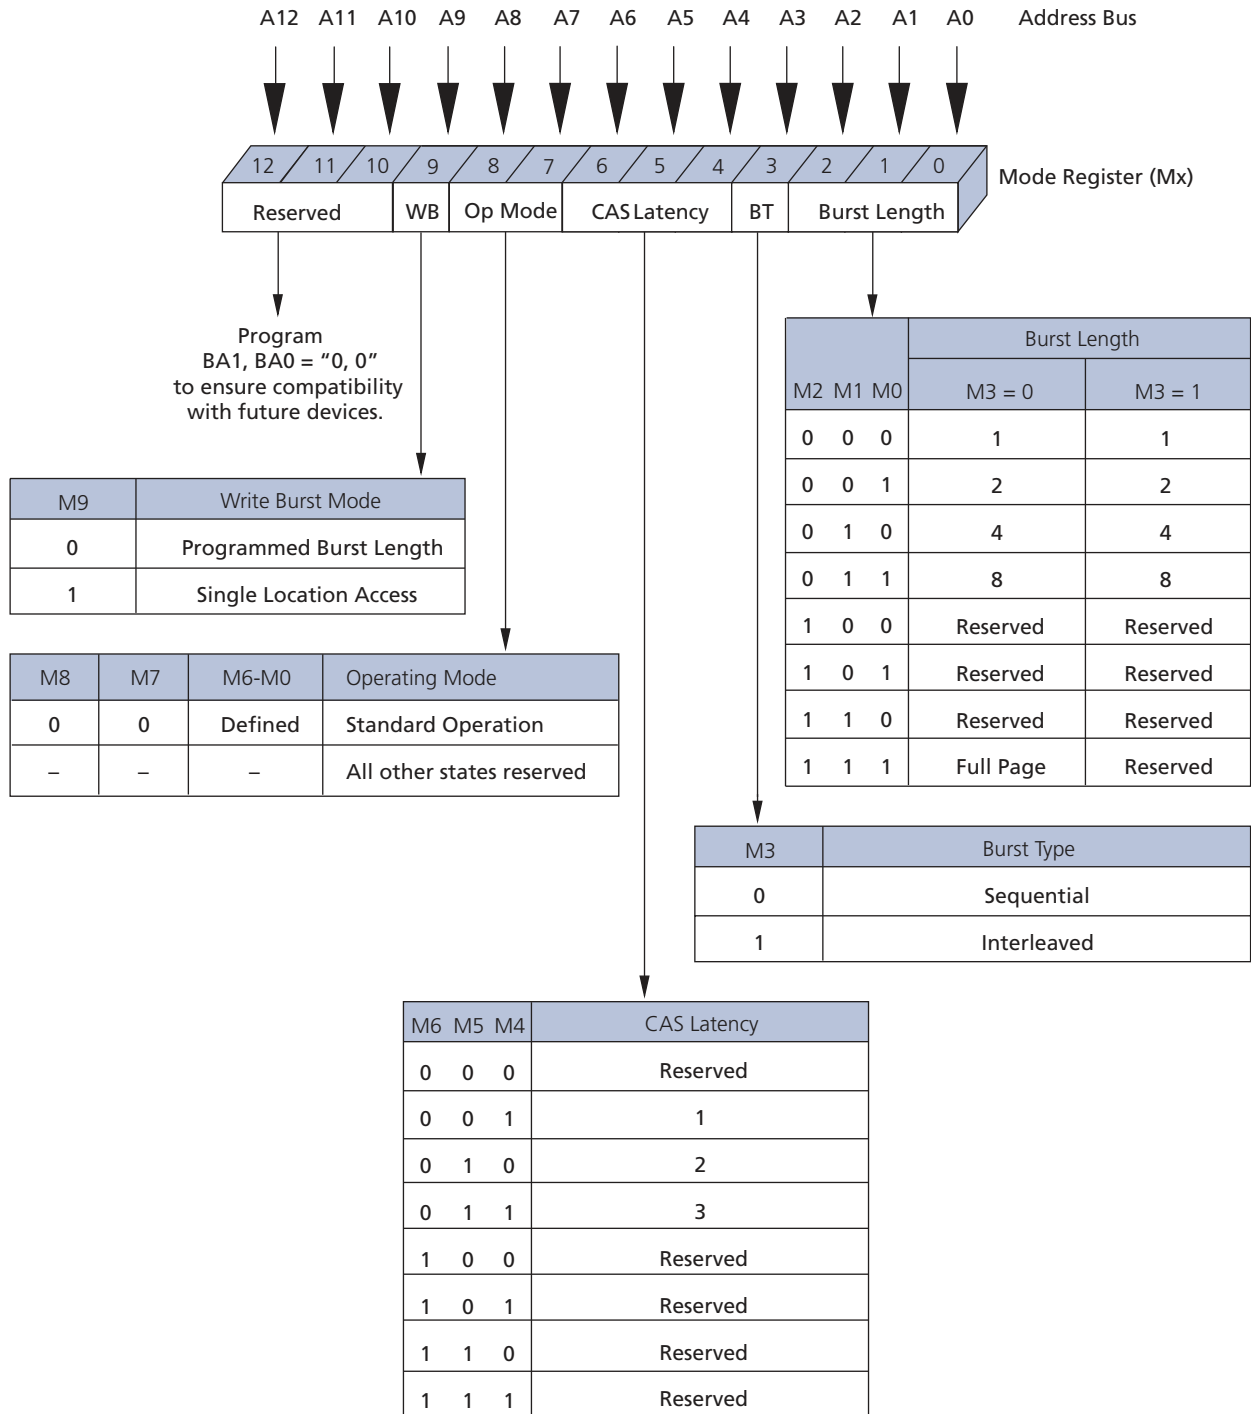 A12 A11 A10 A9 A8 A7 A6 A5 A4 A3 A2 A1 A0 Address Bus
12 11 10 9 8 7 6 5 4 3 2 1 0
Mode Register (Mx)
Reserved WB Op Mode CAS Latency BT Burst Length
Program
BA1, BA0 = “0, 0”
to ensure compatibility
with future devices.
Burst Length
M2 M1 M0 M3 = 0 M3 = 1
0 0 0 1 1
0 0 1 2 2
0 1 0 4 4
0 1 1 8 8
1 0 0 Reserved Reserved
1 0 1 Reserved Reserved
1 1 0 Reserved Reserved
1 1 1 Full Page Reserved
M9 Write Burst Mode
0 Programmed Burst Length
1 Single Location Access
M8 M7 M6-M0 Operating Mode
0 0 Defined Standard Operation
– – – All other states reserved
M3 Burst Type
0 Sequential
1 Interleaved
M6 M5 M4 CAS Latency
0 0 0 Reserved
0 0 1 1
0 1 0 2
0 1 1 3
1 0 0 Reserved
1 0 1 Reserved
1 1 0 Reserved
1 1 1 Reserved